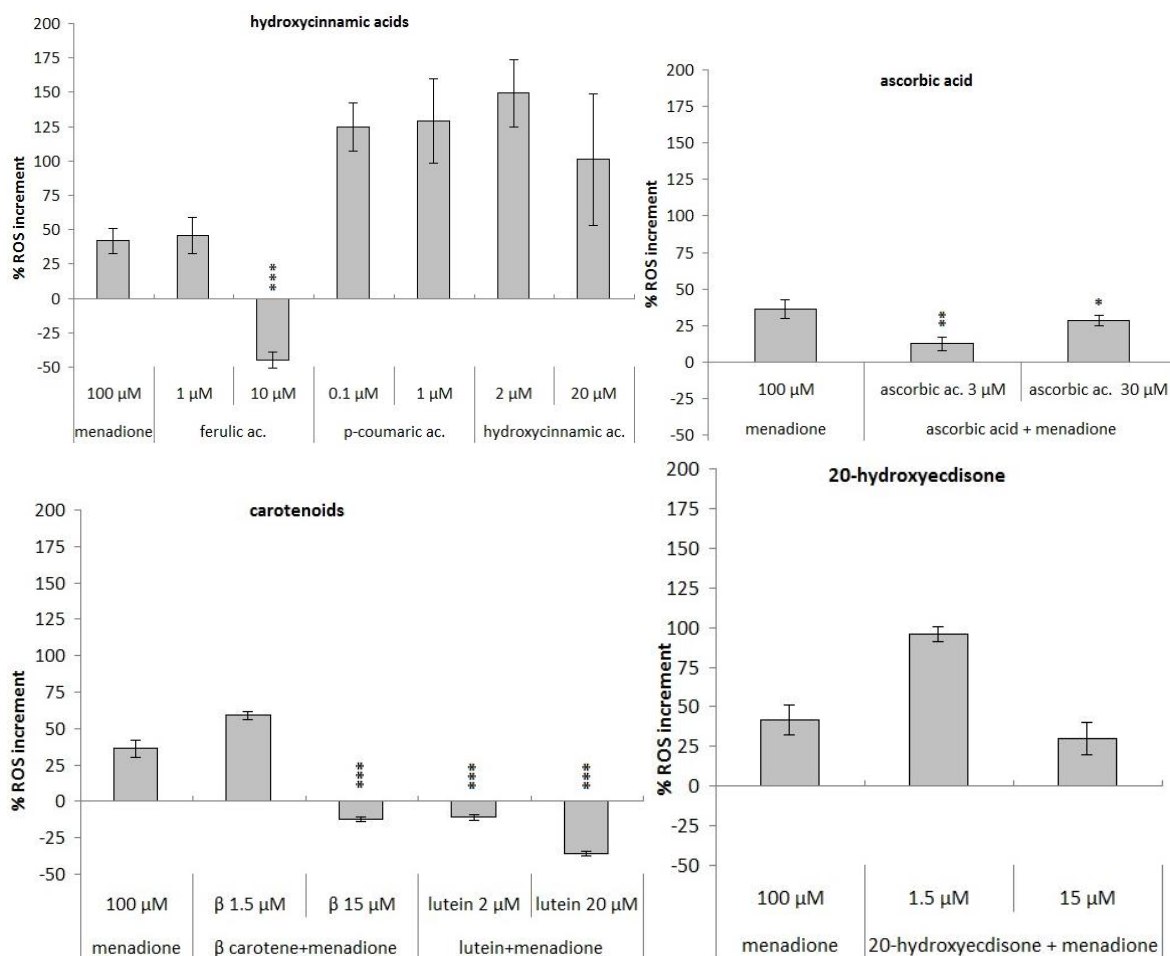 hydroxycinnamic acids
% ROS increment
200
175
150
125
100
75
50
25
0
-25
-50
***
100 µM 1 µM 10 µM 0.1 µM 1 µM 2 µM 20 µM
menadione ferulic ac. p-coumaric ac. hydroxycinnamic ac.
ascorbic acid
% ROS increment
200
175
150
125
100
75
50
25
0
-25
-50
** *
100 µM ascorbic ac. 3 µM ascorbic ac. 30 µM
menadione ascorbic acid + menadione
carotenoids
% ROS increment
200
175
150
125
100
75
50
25
0
-25
-50
*** *** ***
100 µM β 1.5 µM β 15 µM lutein 2 µM lutein 20 µM
menadione β carotene+menadione lutein+menadione
20-hydroxyecdisone
% ROS increment
200
175
150
125
100
75
50
25
0
-25
-50
100 µM 1.5 µM 15 µM
menadione 20-hydroxyecdisone + menadione